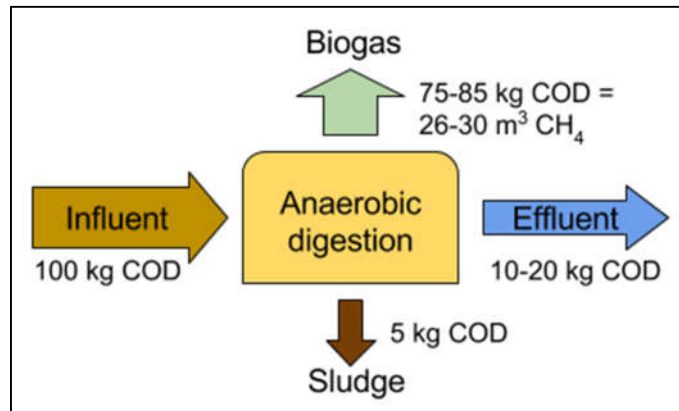 Biogas
75-85 kg COD =
26-30 m³ CH₄
Influent
100 kg COD
Anaerobic
digestion
Effluent
10-20 kg COD
5 kg COD
Sludge